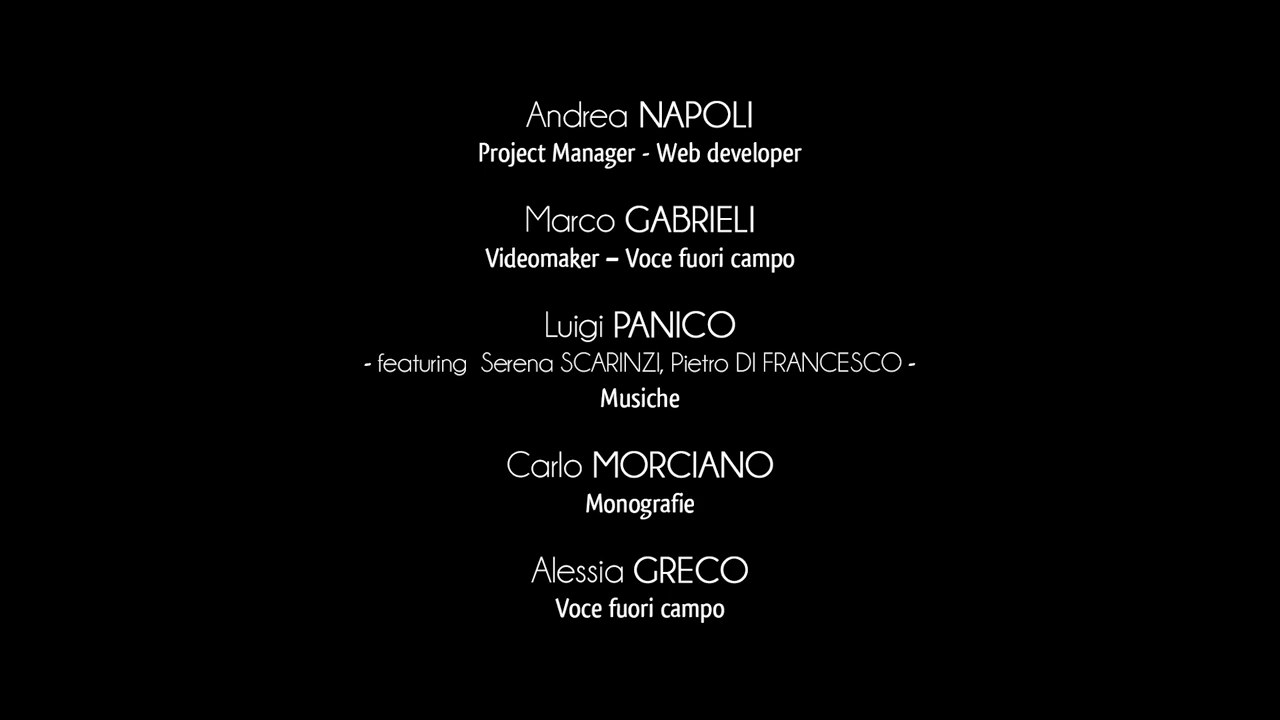 Andrea NAPOLI
Project Manager - Web developer
Marco GABRIELI
Videomaker – Voce fuori campo
Luigi PANICO
- featuring  Serena SCARINZI, Pietro DI FRANCESCO -
Musiche
Carlo MORCIANO
Monografie
Alessia GRECO
Voce fuori campo